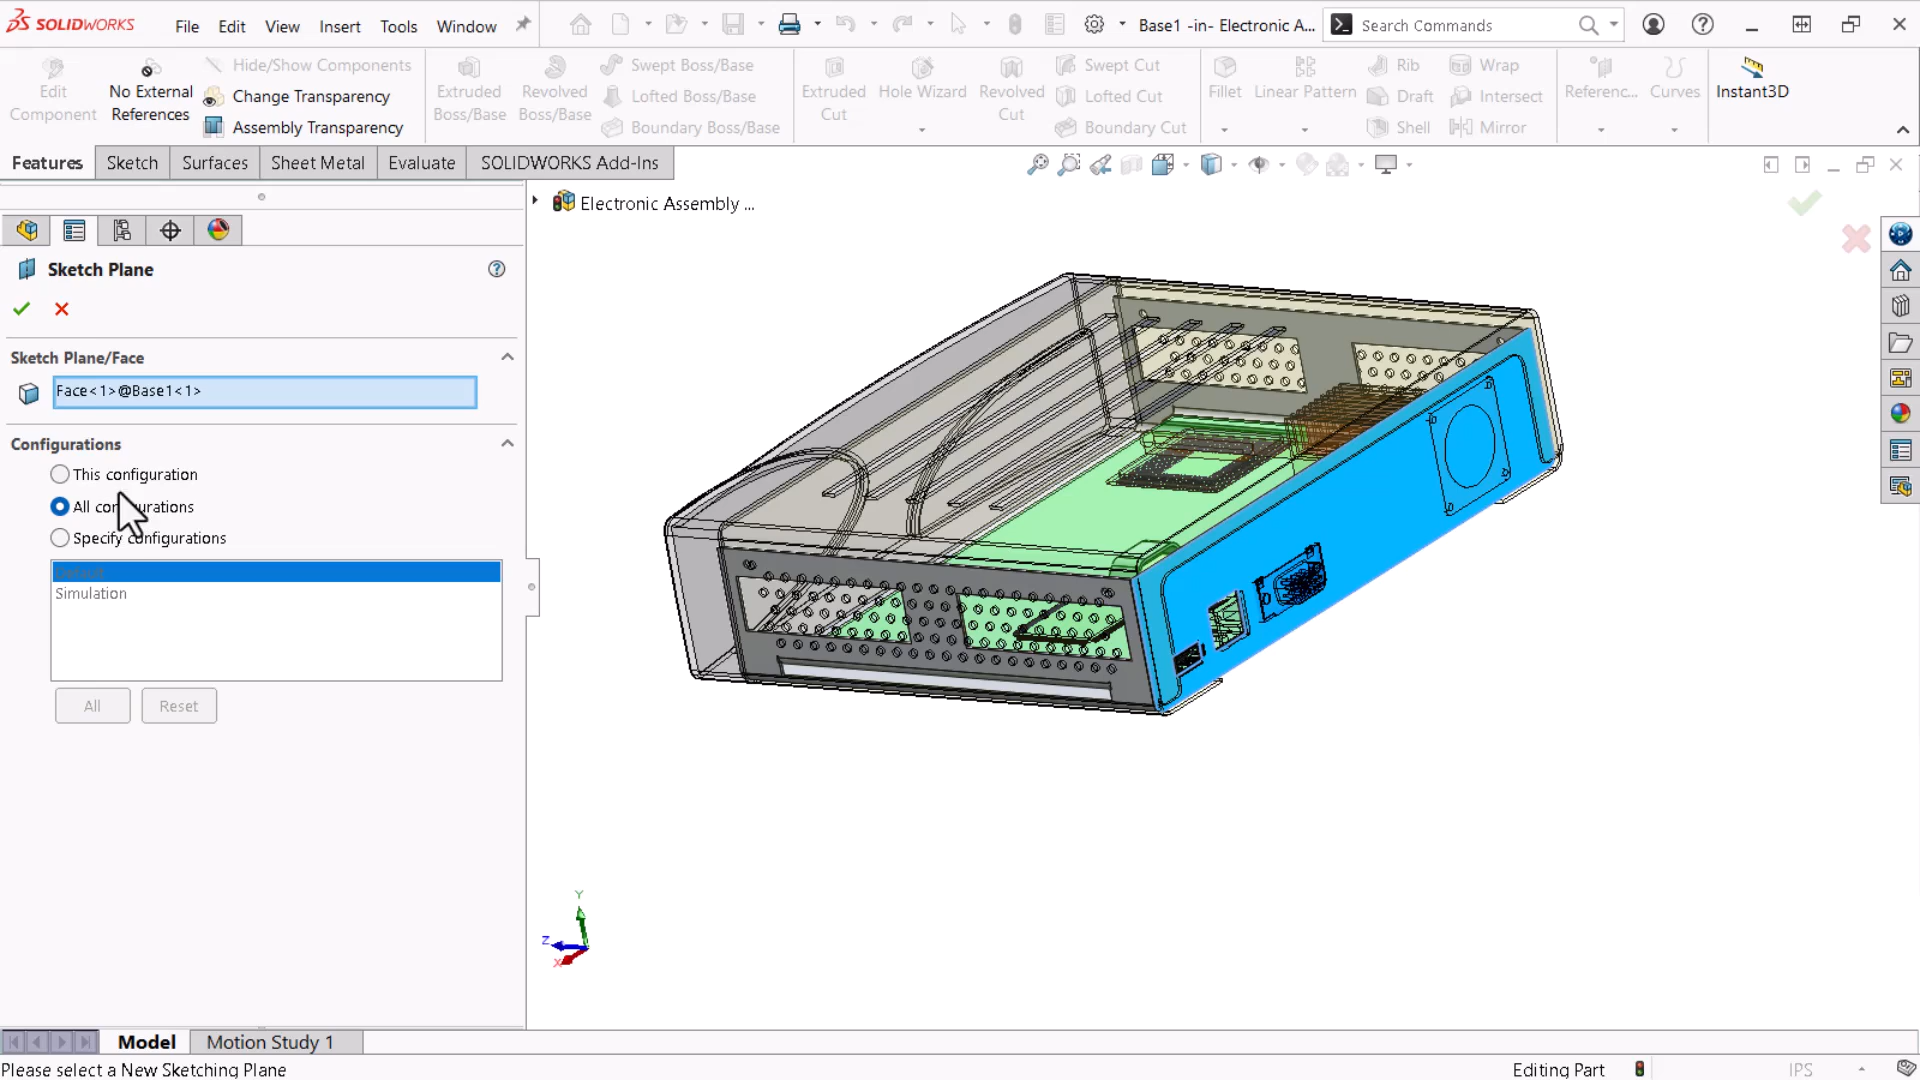 SOLIDWORKS File Edit View Insert Tools Window Base1 -in- Electronic A... Search Commands
Edit Component No External References Hide/Show Components Change Transparency Assembly Transparency
Extruded Boss/Base Revolved Boss/Base Swept Boss/Base Lofted Boss/Base Boundary Boss/Base
Extruded Cut Hole Wizard Revolved Cut Swept Cut Lofted Cut Boundary Cut
Fillet Linear Pattern Rib Draft Shell Wrap Intersect Mirror
Referenc... Curves Instant3D
Features Sketch Surfaces Sheet Metal Evaluate SOLIDWORKS Add-Ins
Electronic Assembly ...
Sketch Plane
Sketch Plane/Face
Face<1>@Base1<1>
Configurations
This configuration
All configurations
Specify configurations
Default
Simulation
All Reset
Y
Z
X
Model Motion Study 1
Please select a New Sketching Plane Editing Part IPS